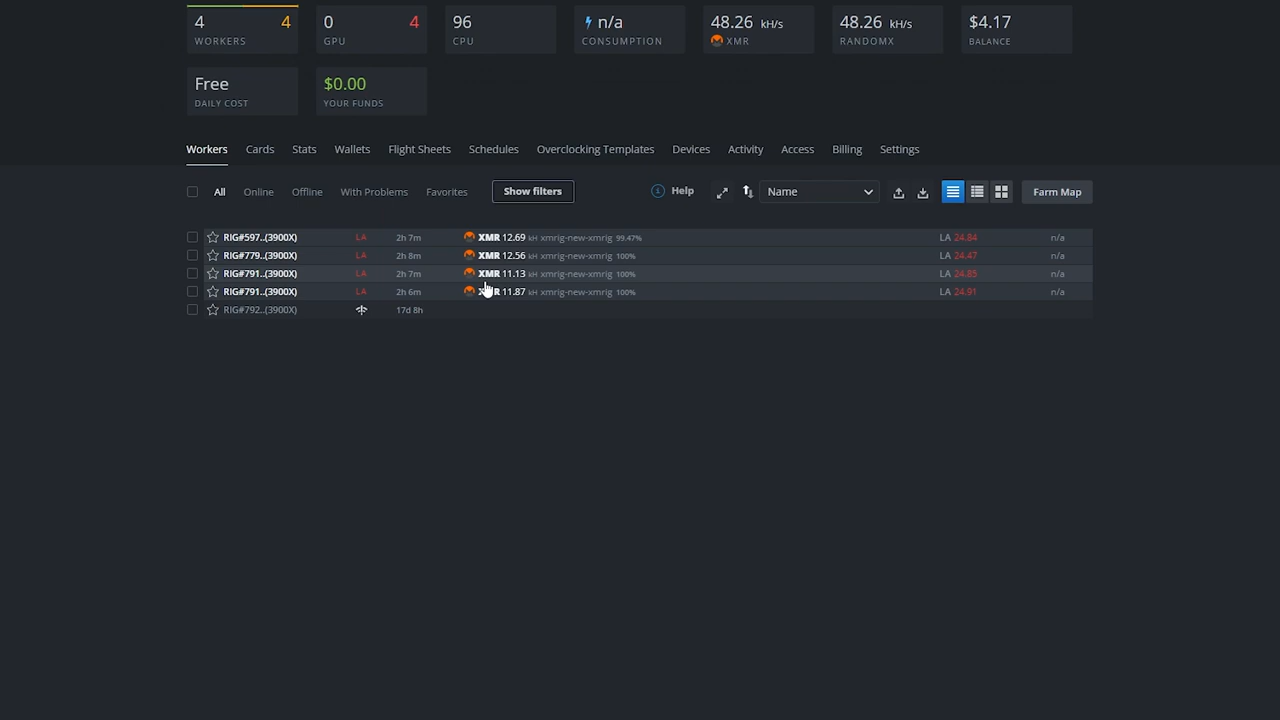 4 4 0 4 96 n/a 48.26 kH/s 48.26 kH/s $4.17
WORKERS GPU CPU CONSUMPTION XMR RANDOMX BALANCE
Free $0.00
DAILY COST YOUR FUNDS
Workers Cards Stats Wallets Flight Sheets Schedules Overclocking Templates Devices Activity Access Billing Settings
All Online Offline With Problems Favorites Show filters Help Name Farm Map
RIG#597..(3900X) LA 2h 7m XMR 12.69 kH xmrig-new-xmrig 99.47% LA 24.84 n/a
RIG#779..(3900X) LA 2h 8m XMR 12.56 kH xmrig-new-xmrig 100% LA 24.47 n/a
RIG#791..(3900X) LA 2h 7m XMR 11.13 kH xmrig-new-xmrig 100% LA 24.85 n/a
RIG#791..(3900X) LA 2h 6m XMR 11.87 kH xmrig-new-xmrig 100% LA 24.91 n/a
RIG#792..(3900X) 17d 8h